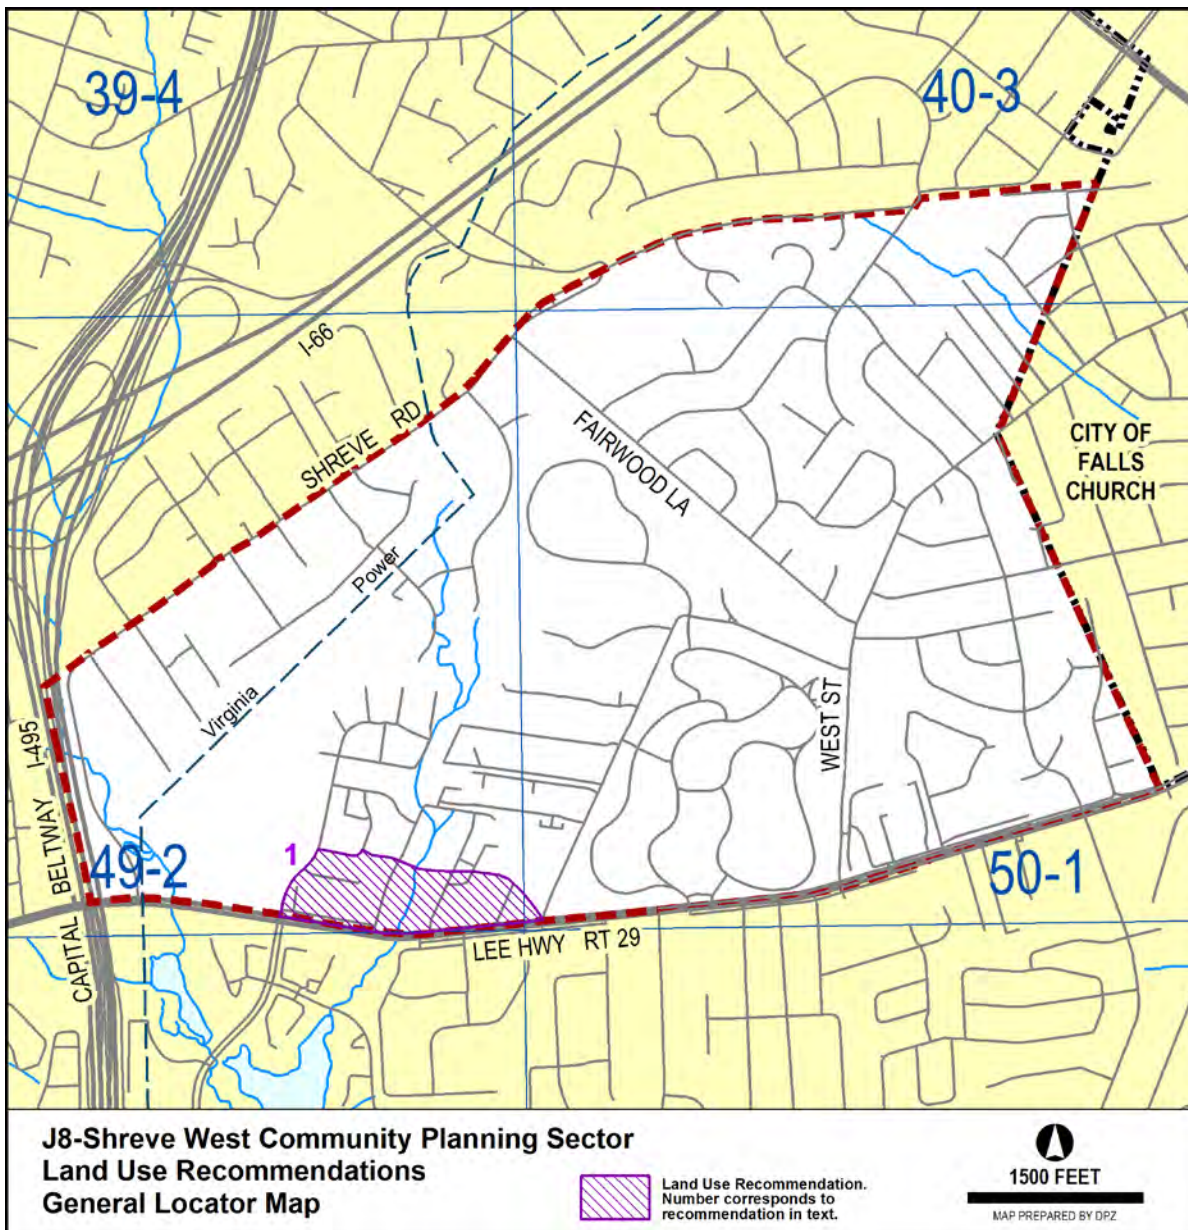 39-4
40-3
I-66
SHREVE RD
FAIRWOOD LA
CITY OF
FALLS
CHURCH
Power
Virginia
WEST ST
I-495
CAPITAL BELTWAY
1
49-2
50-1
LEE HWY RT 29
J8-Shreve West Community Planning Sector
Land Use Recommendations
General Locator Map
Land Use Recommendation.
Number corresponds to
recommendation in text.
1500 FEET
MAP PREPARED BY DPZ